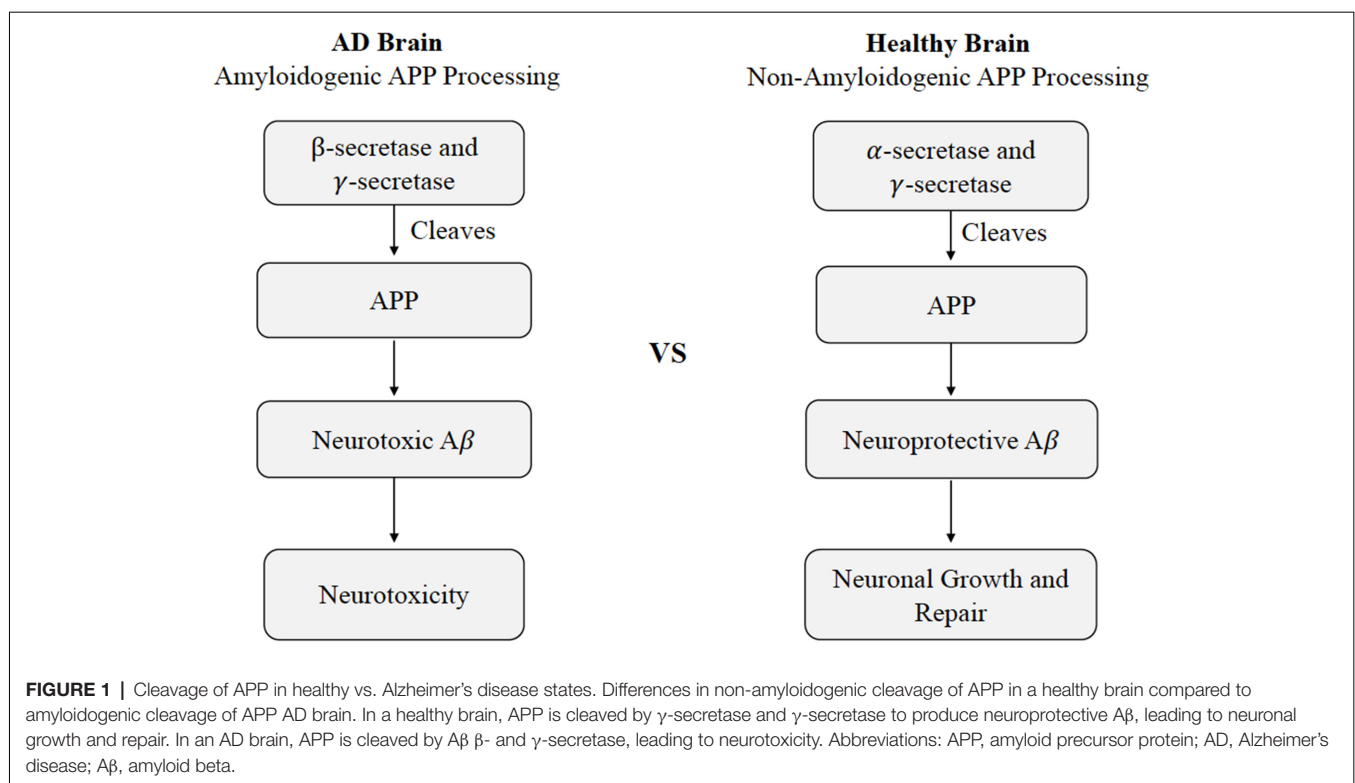 AD Brain
Amyloidogenic APP Processing
β-secretase and
γ-secretase
Cleaves
APP
Neurotoxic Aβ
Neurotoxicity
VS
Healthy Brain
Non-Amyloidogenic APP Processing
α-secretase and
γ-secretase
Cleaves
APP
Neuroprotective Aβ
Neuronal Growth and
Repair
FIGURE 1 | Cleavage of APP in healthy vs. Alzheimer’s disease states. Differences in non-amyloidogenic cleavage of APP in a healthy brain compared to
amyloidogenic cleavage of APP AD brain. In a healthy brain, APP is cleaved by γ-secretase and γ-secretase to produce neuroprotective Aβ, leading to neuronal
growth and repair. In an AD brain, APP is cleaved by Aβ β- and γ-secretase, leading to neurotoxicity. Abbreviations: APP, amyloid precursor protein; AD, Alzheimer’s
disease; Aβ, amyloid beta.